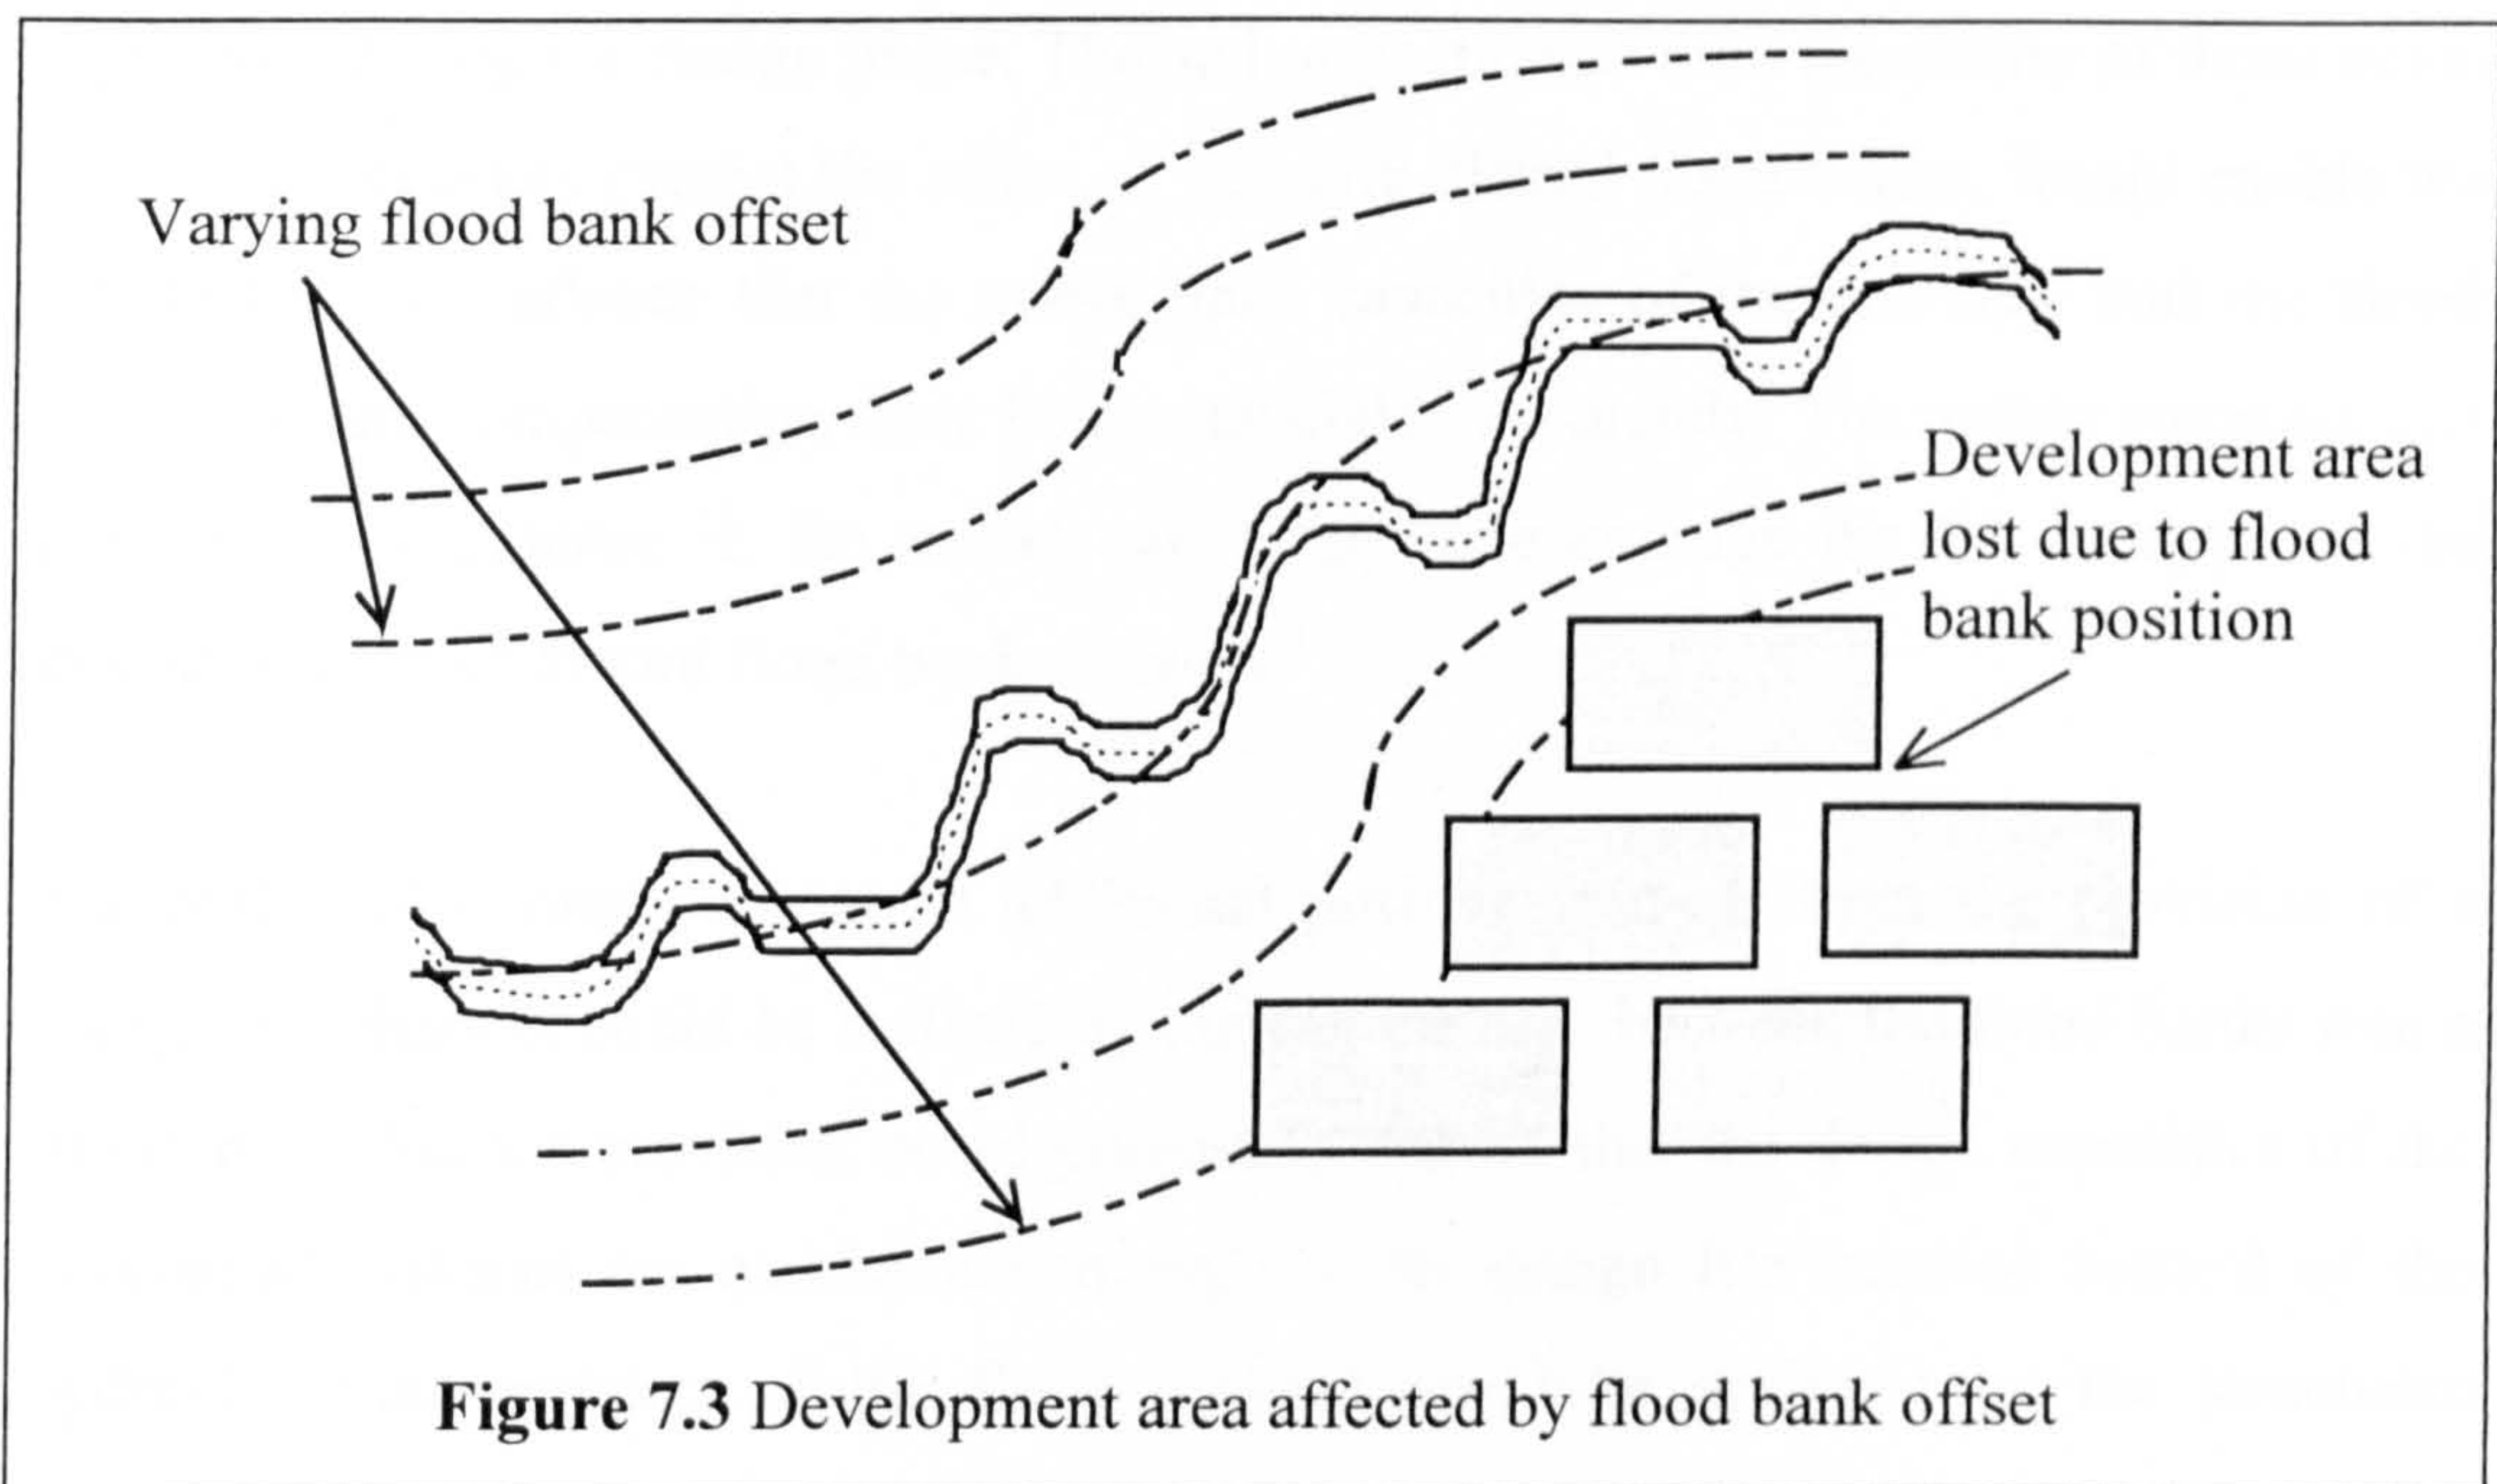 Varying flood bank offset
Development area
lost due to flood
bank position
Figure 7.3 Development area affected by flood bank offset